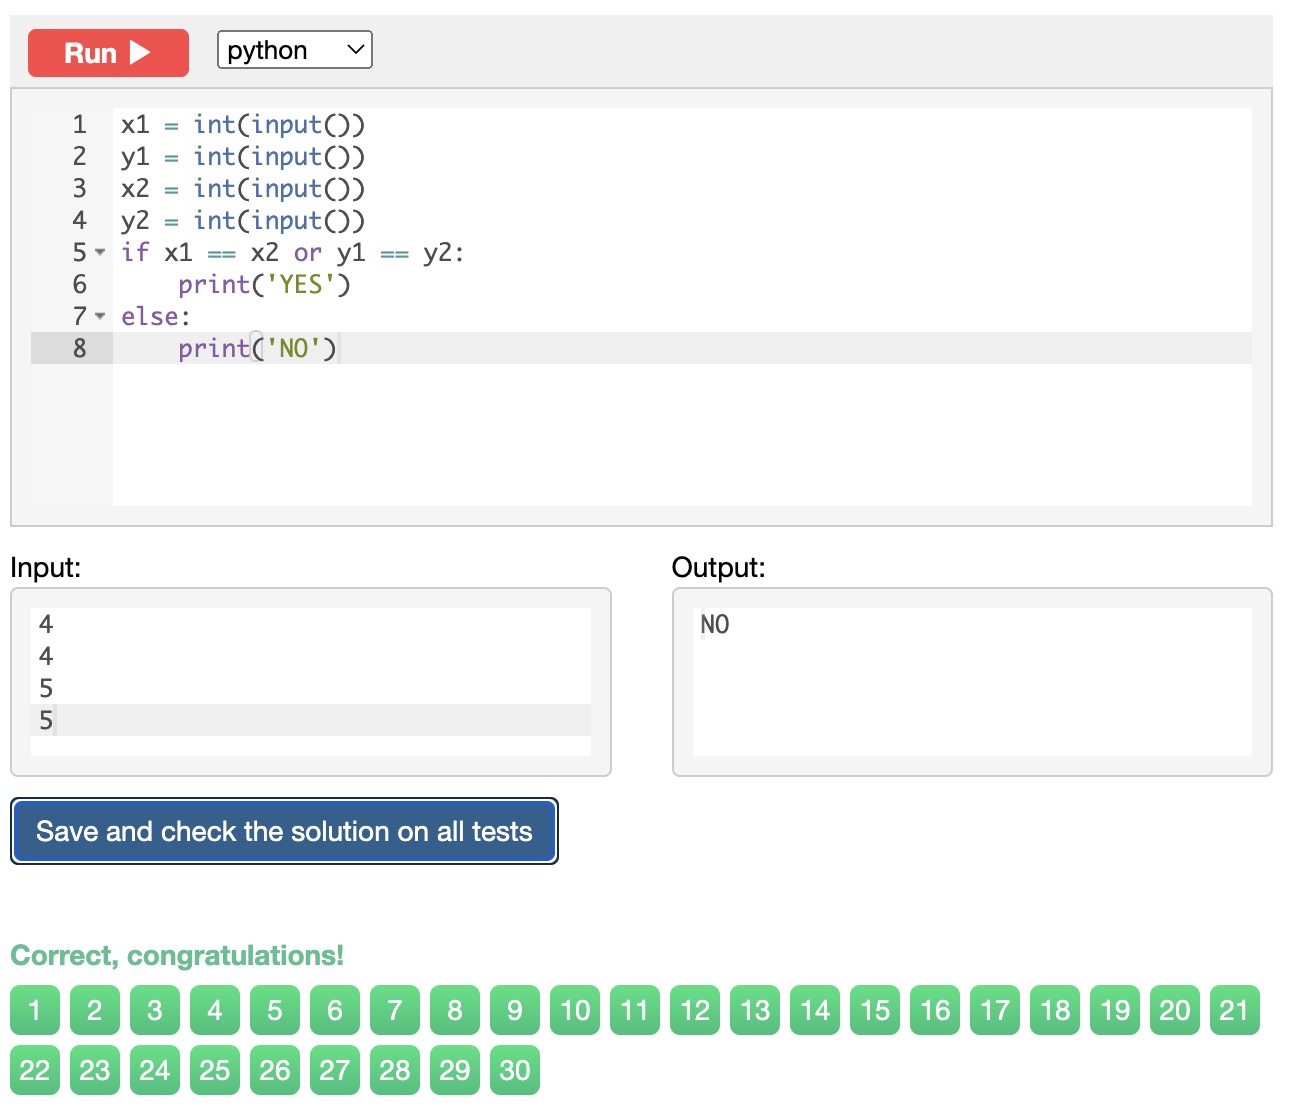 Run python
1 x1 = int(input())
2 y1 = int(input())
3 x2 = int(input())
4 y2 = int(input())
5 if x1 == x2 or y1 == y2:
6     print('YES')
7 else:
8     print('NO')
Input:
4
4
5
5
Output:
NO
Save and check the solution on all tests
Correct, congratulations!
1 2 3 4 5 6 7 8 9 10 11 12 13 14 15 16 17 18 19 20 21
22 23 24 25 26 27 28 29 30